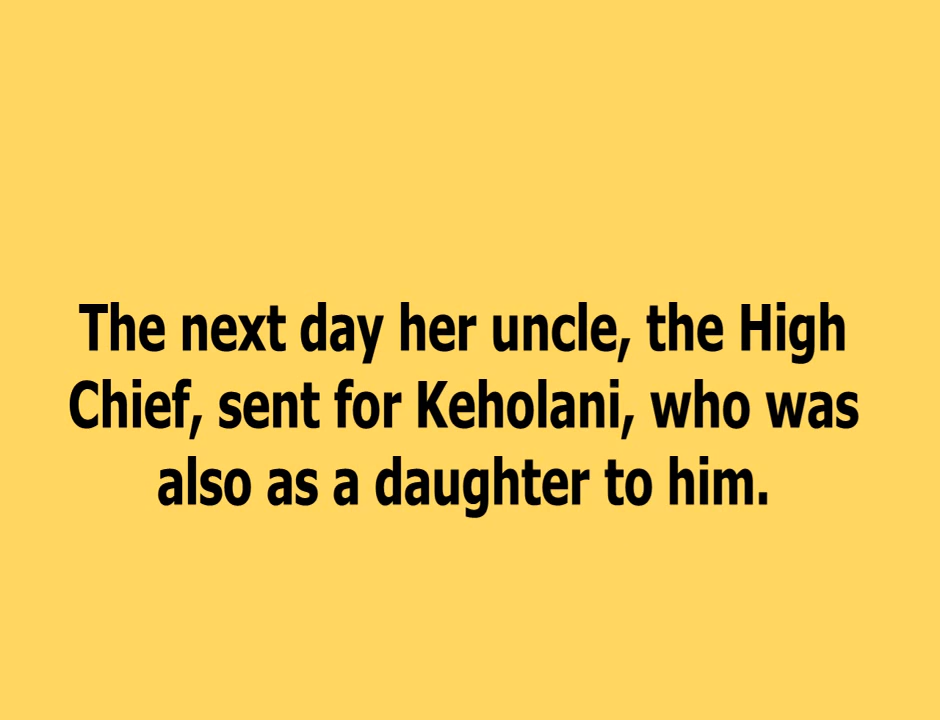 The next day her uncle, the High
Chief, sent for Keholani, who was
also as a daughter to him.